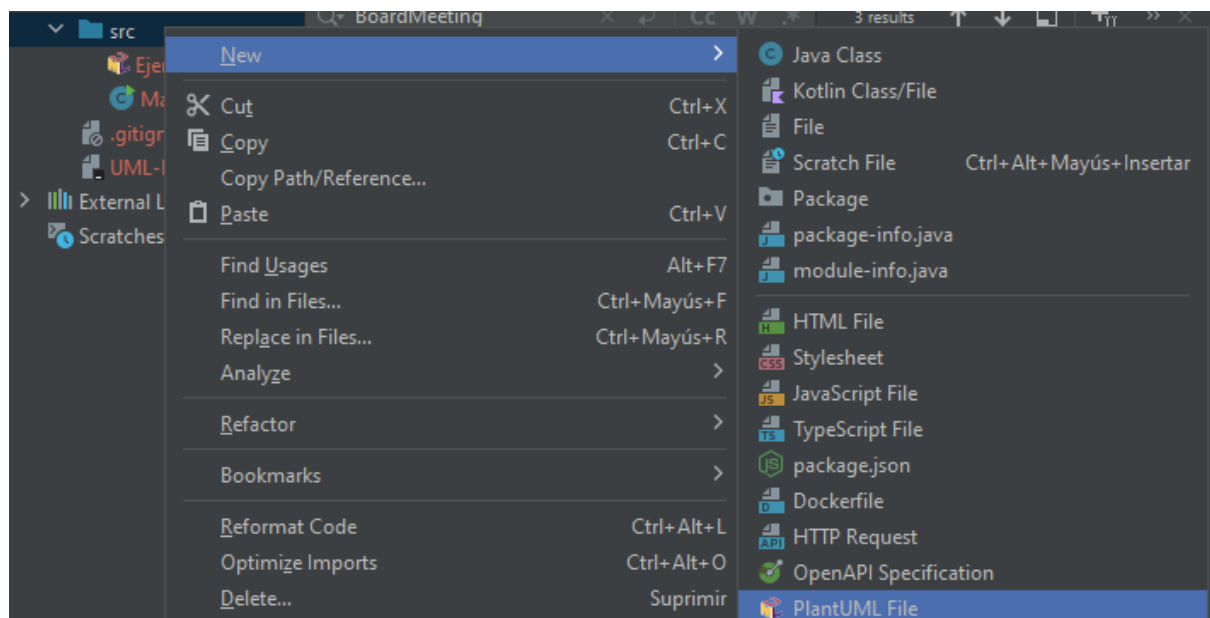 BoardMeeting Cc W .* 3 results
src
Eje
Ma
.gitigr
UML-
External L
Scratches
New
Cut Ctrl+X
Copy Ctrl+C
Copy Path/Reference...
Paste Ctrl+V
Find Usages Alt+F7
Find in Files... Ctrl+Mayús+F
Replace in Files... Ctrl+Mayús+R
Analyze
Refactor
Bookmarks
Reformat Code Ctrl+Alt+L
Optimize Imports Ctrl+Alt+O
Delete... Suprimir
Java Class
Kotlin Class/File
File
Scratch File Ctrl+Alt+Mayús+Insertar
Package
package-info.java
module-info.java
HTML File
Stylesheet
JavaScript File
TypeScript File
package.json
Dockerfile
HTTP Request
OpenAPI Specification
PlantUML File